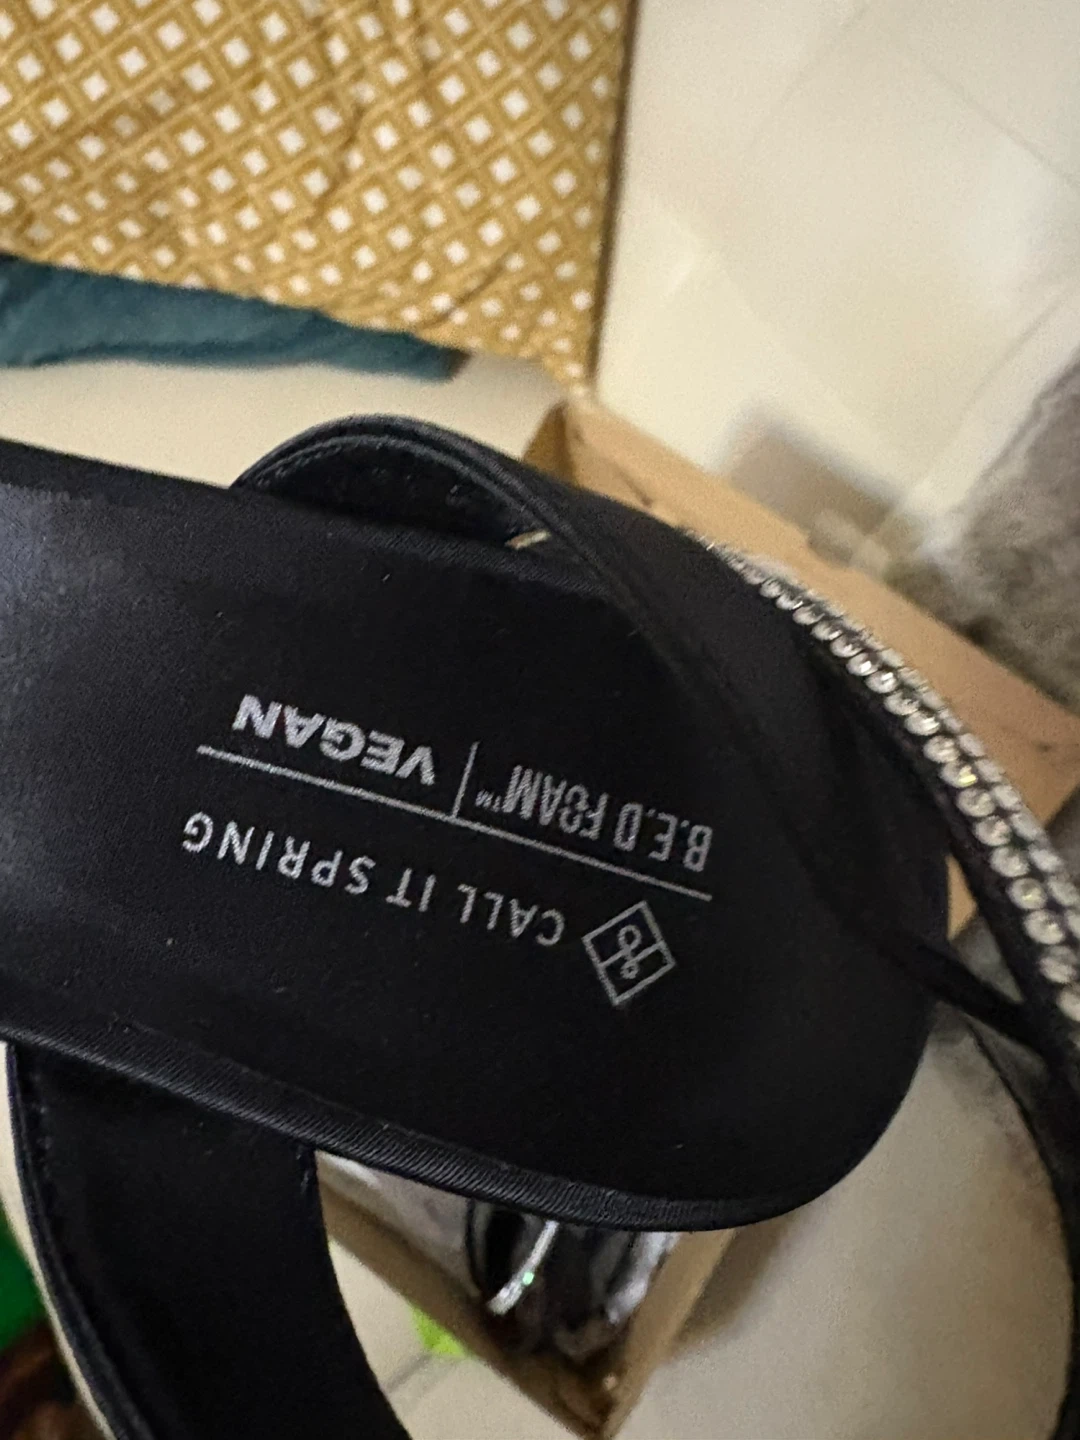 CALL IT SPRING
B.E.D FOAM™ | VEGAN